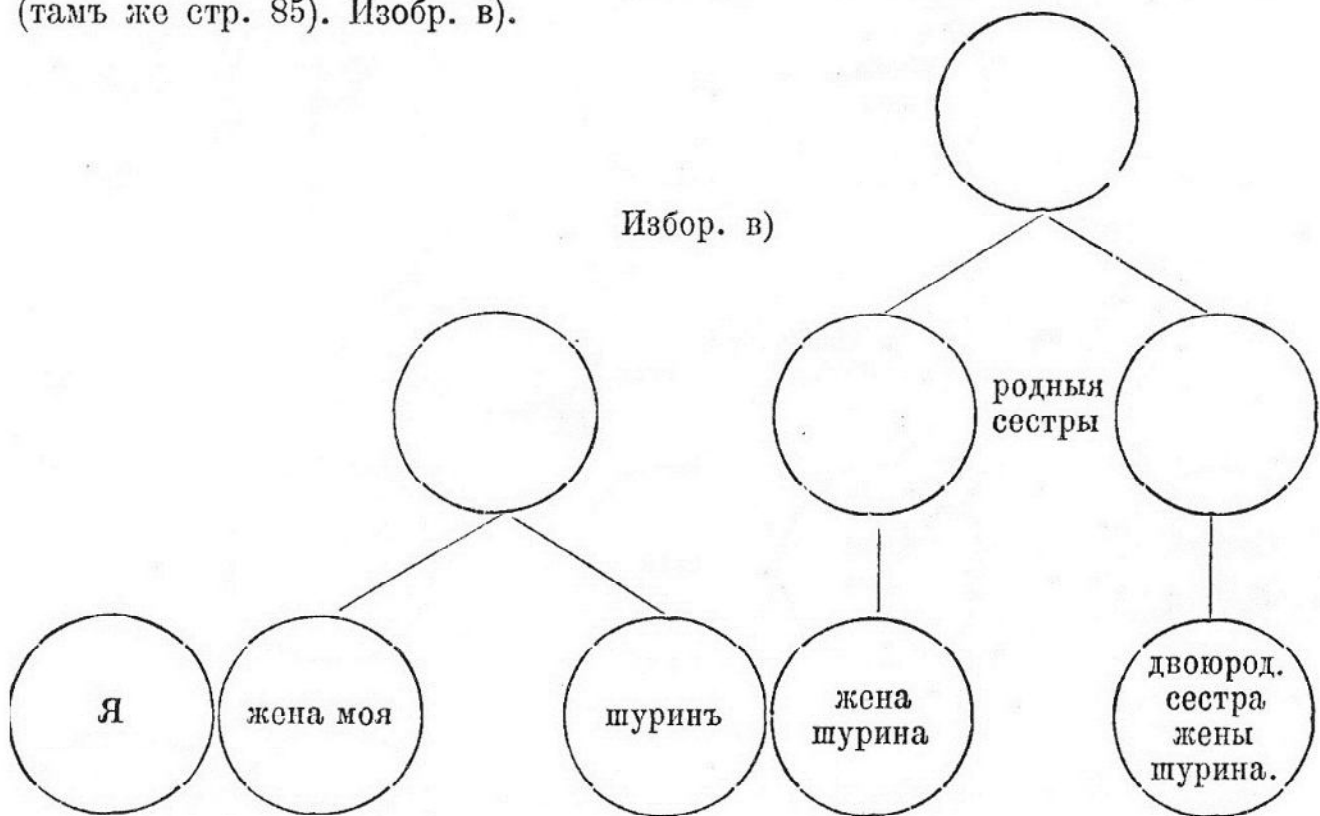 (тамъ же стр. 85). Изобр. в).
Избор. в)
родныя
сестры
Я
жена моя
шуринъ
жена
шурина
двоюрод.
сестра
жены
шурина.